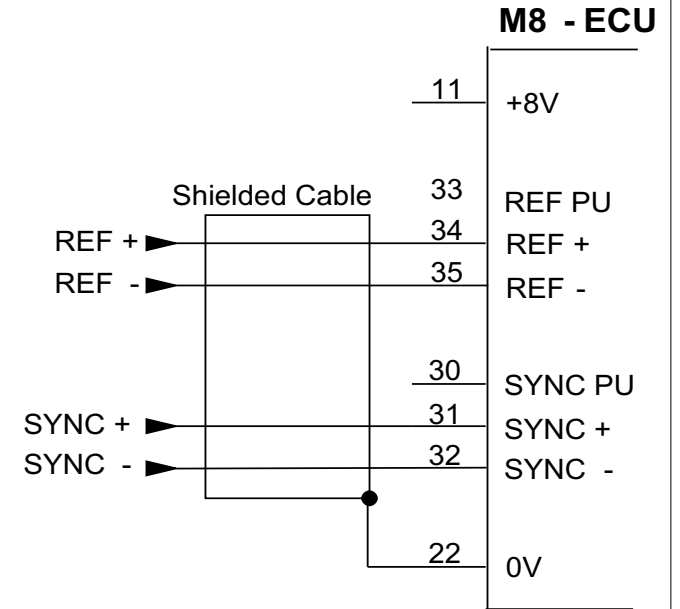 M8 - ECU
11 +8V
Shielded Cable 33 REF PU
REF + 34 REF +
REF - 35 REF -
30 SYNC PU
SYNC + 31 SYNC +
SYNC - 32 SYNC -
22 0V